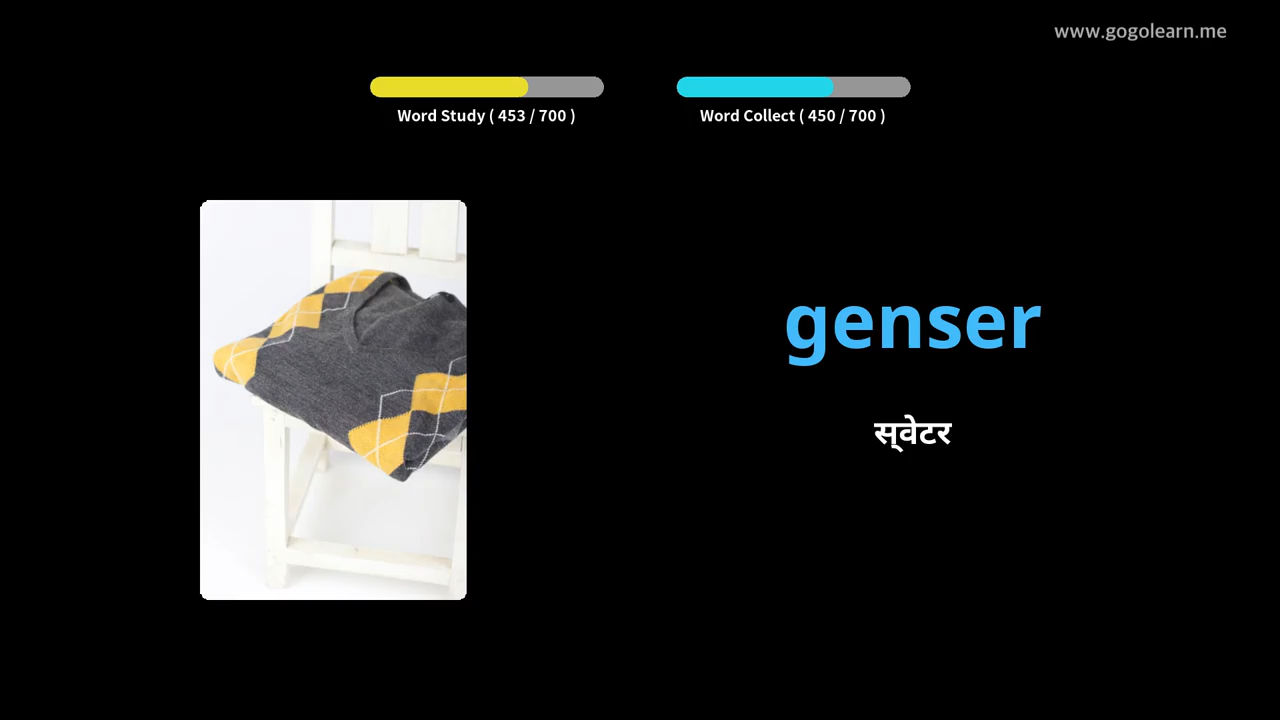 www.gogolearn.me
Word Study ( 453 / 700 )
Word Collect ( 450 / 700 )
genser
स्वेटर